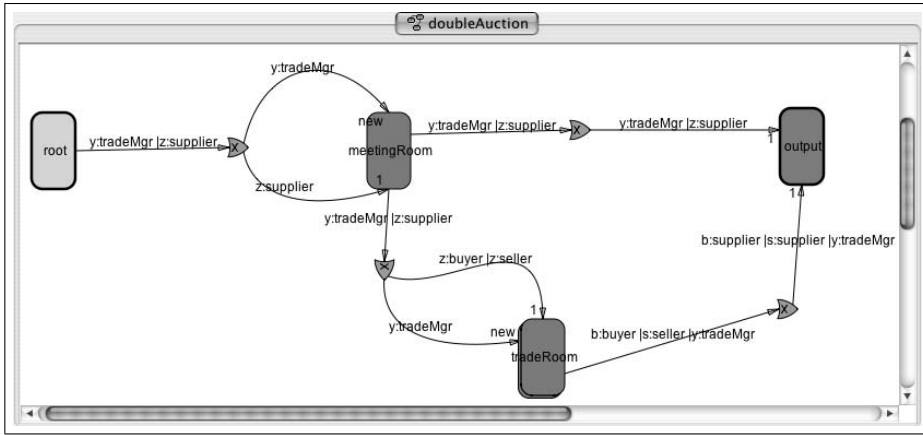 doubleAuction
y:tradeMgr
root
y:tradeMgr |z:supplier
x
z:supplier
new
meetingRoom
1
y:tradeMgr |z:supplier
x
y:tradeMgr |z:supplier
1
output
1
y:tradeMgr |z:supplier
x
z:buyer |z:seller
y:tradeMgr
1
new
tradeRoom
b:buyer |s:seller |y:tradeMgr
x
b:supplier |s:supplier |y:tradeMgr